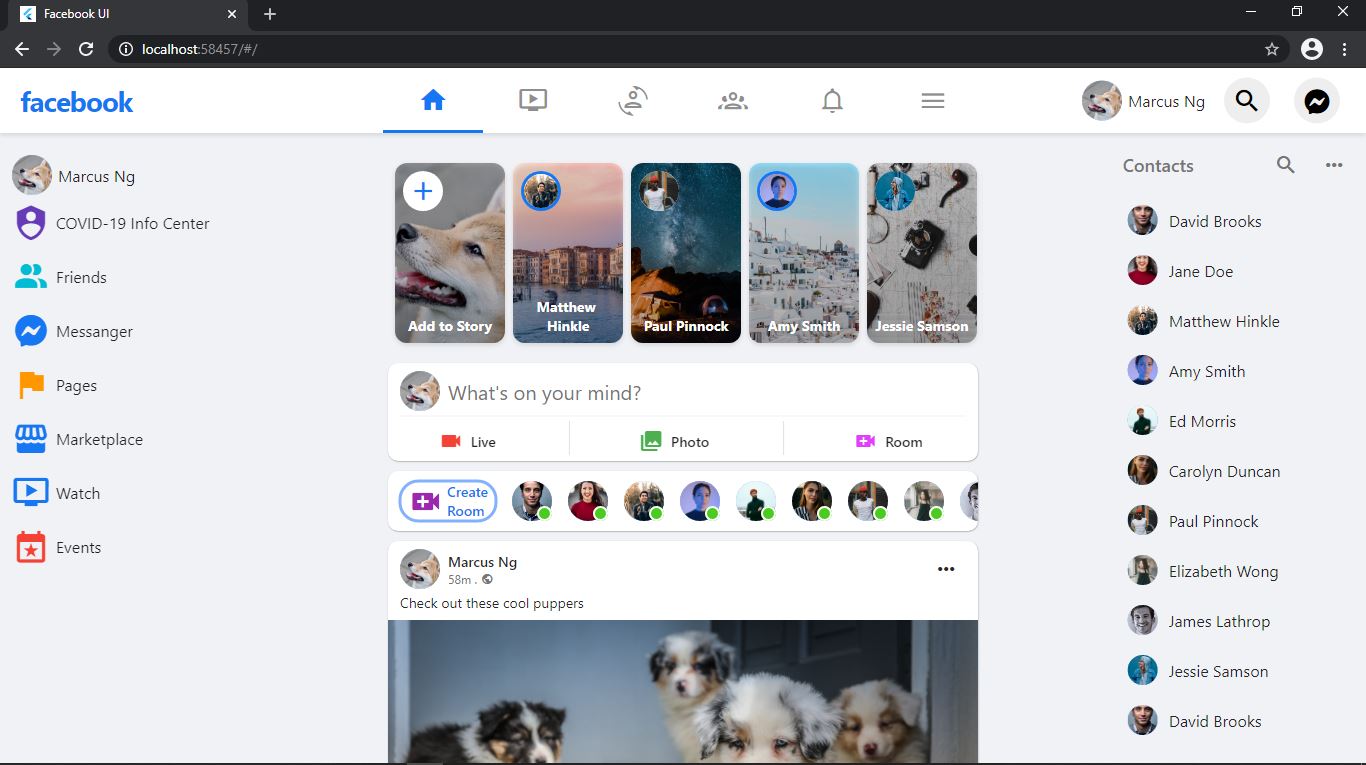 Facebook UI
localhost:58457/#/
facebook
Marcus Ng
Marcus Ng
COVID-19 Info Center
Friends
Messanger
Pages
Marketplace
Watch
Events
Add to Story
Matthew
Hinkle
Paul Pinnock
Amy Smith
Jessie Samson
What's on your mind?
Live
Photo
Room
Create
Room
Marcus Ng
58m .
Check out these cool puppers
Contacts
David Brooks
Jane Doe
Matthew Hinkle
Amy Smith
Ed Morris
Carolyn Duncan
Paul Pinnock
Elizabeth Wong
James Lathrop
Jessie Samson
David Brooks